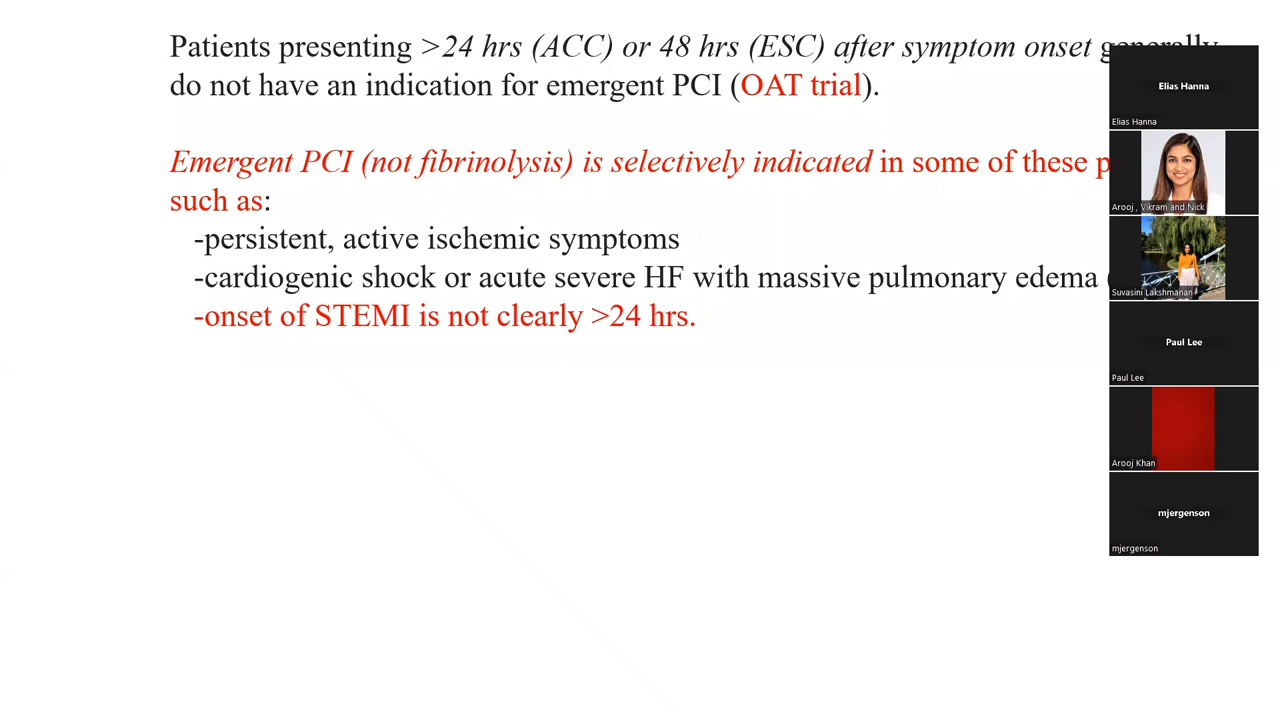 Patients presenting >24 hrs (ACC) or 48 hrs (ESC) after symptom onset generally
do not have an indication for emergent PCI (OAT trial).
Emergent PCI (not fibrinolysis) is selectively indicated in some of these
such as:
-persistent, active ischemic symptoms
-cardiogenic shock or acute severe HF with massive pulmonary edema
-onset of STEMI is not clearly >24 hrs.
Elias Hanna
Elias Hanna
Arooj , Vikram and Nick
Suvasini Lakshmanan
Paul Lee
Paul Lee
Arooj Khan
mjergenson
mjergenson